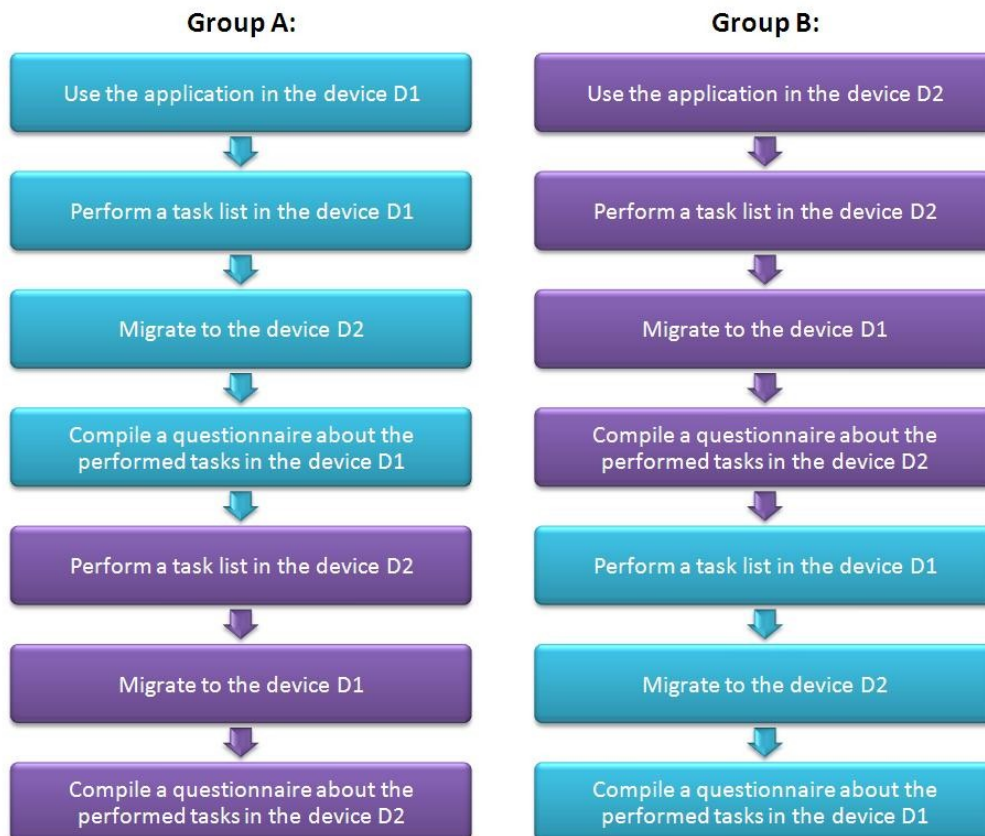 Group A:
Use the application in the device D1
Perform a task list in the device D1
Migrate to the device D2
Compile a questionnaire about the
performed tasks in the device D1
Perform a task list in the device D2
Migrate to the device D1
Compile a questionnaire about the
performed tasks in the device D2
Group B:
Use the application in the device D2
Perform a task list in the device D2
Migrate to the device D1
Compile a questionnaire about the
performed tasks in the device D2
Perform a task list in the device D1
Migrate to the device D2
Compile a questionnaire about the
performed tasks in the device D1